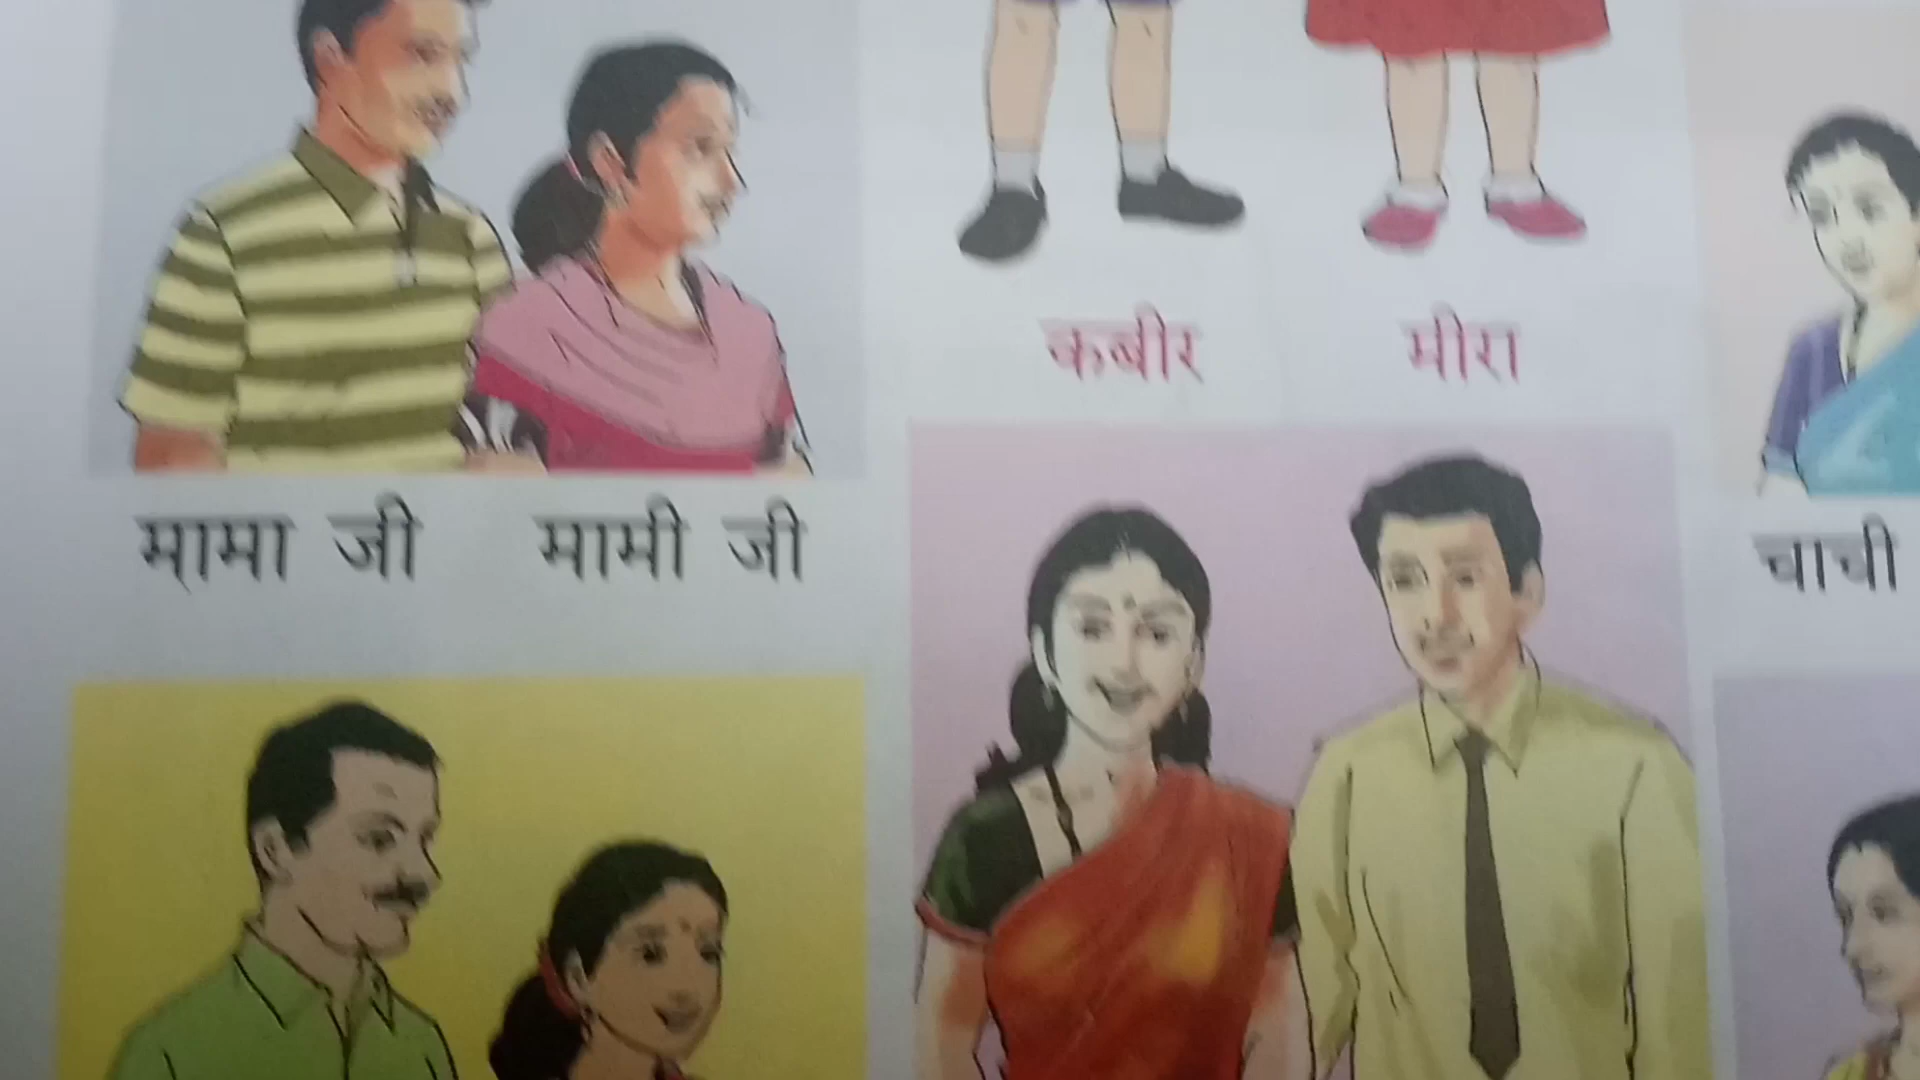 कबीर मीरा
मामा जी मामी जी
चाची